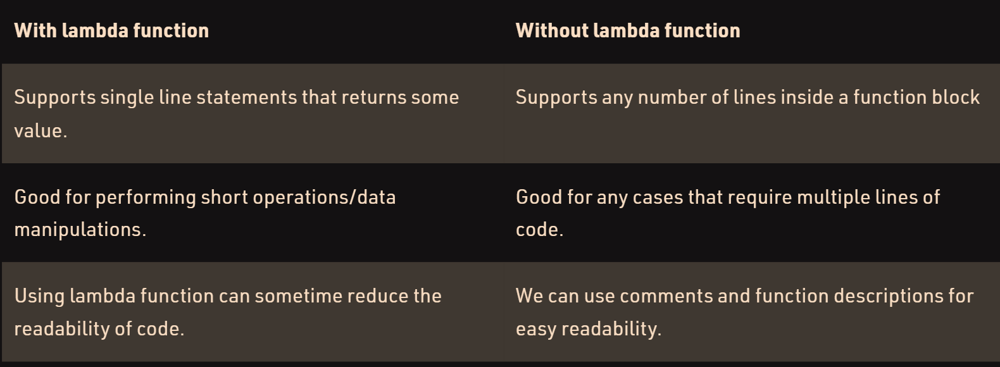 With lambda function
Without lambda function
Supports single line statements that returns some
value.
Supports any number of lines inside a function block
Good for performing short operations/data
manipulations.
Good for any cases that require multiple lines of
code.
Using lambda function can sometime reduce the
readability of code.
We can use comments and function descriptions for
easy readability.